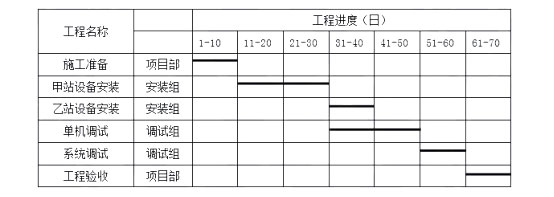 工程名称 工程进度（日）
1-10 11-20 21-30 31-40 41-50 51-60 61-70
施工准备 项目部
甲站设备安装 安装组
乙站设备安装 安装组
单机调试 调试组
系统调试 调试组
工程验收 项目部